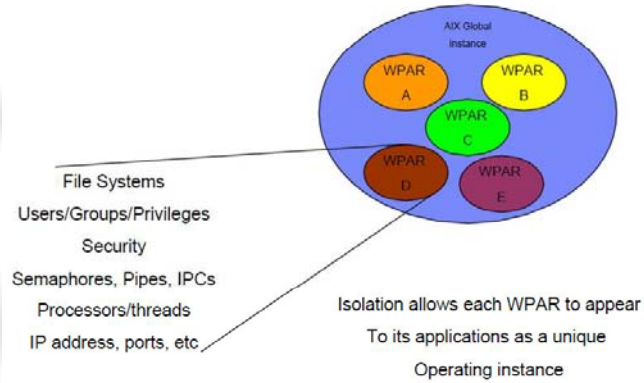 AIX Global
instance
WPAR
A
WPAR
B
WPAR
C
WPAR
D
WPAR
E
File Systems
Users/Groups/Privileges
Security
Semaphores, Pipes, IPCs
Processors/threads
IP address, ports, etc
Isolation allows each WPAR to appear
To its applications as a unique
Operating instance